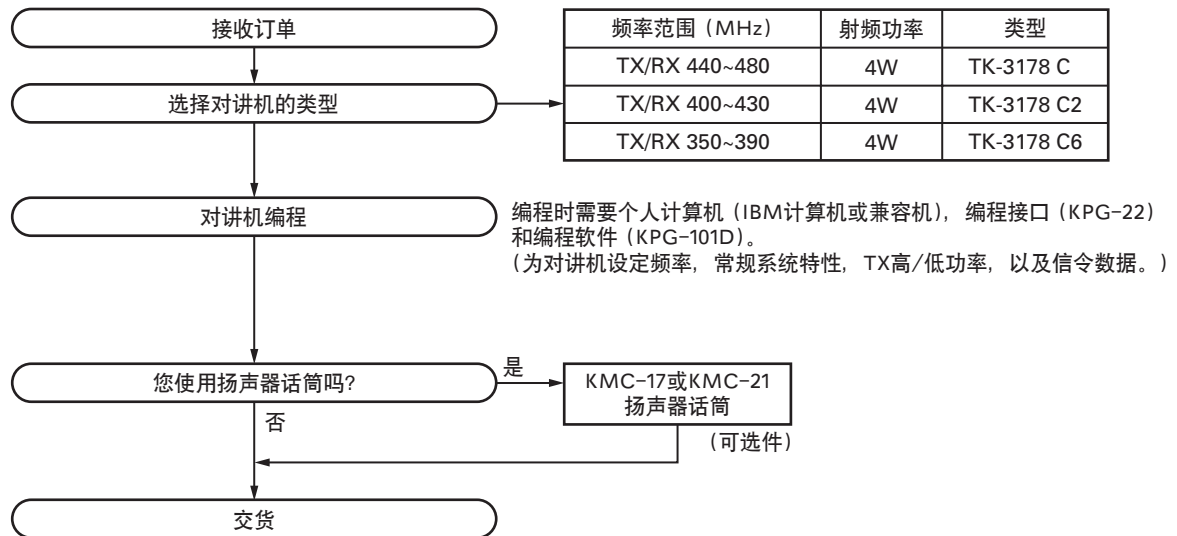 接收订单
选择对讲机的类型
频率范围（MHz） 射频功率 类型
TX/RX 440~480 4W TK-3178 C
TX/RX 400~430 4W TK-3178 C2
TX/RX 350~390 4W TK-3178 C6
对讲机编程
编程时需要个人计算机（IBM计算机或兼容机），编程接口（KPG-22）
和编程软件（KPG-101D）。
（为对讲机设定频率，常规系统特性，TX高/低功率，以及信令数据。）
您使用扬声器话筒吗?
是
KMC-17或KMC-21
扬声器话筒
（可选件）
否
交货